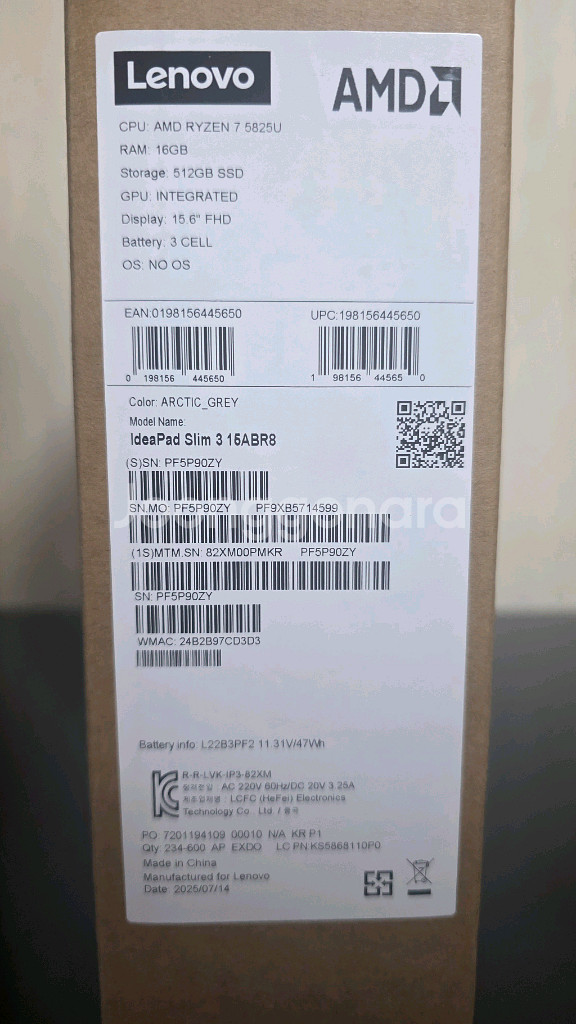 Lenovo
AMD
CPU: AMD RYZEN 7 5825U
RAM: 16GB
Storage: 512GB SSD
GPU: INTEGRATED
Display: 15.6" FHD
Battery: 3 CELL
OS: NO OS
EAN:0198156445650 UPC:198156445650
0 198156 445650 1 98156 44565 0
Color: ARCTIC_GREY
Model Name:
IdeaPad Slim 3 15ABR8
(S)SN: PF5P90ZY
SN.MO: PF5P90ZY PF9XB5714599
joonggonara
(1S)MTM.SN: 82XM00PMKR PF5P90ZY
SN: PF5P90ZY
WMAC: 24B2B97CD3D3
Battery info: L22B3PF2 11.31V/47Wh
R-R-LVK-IP3-82XM
AC 220V 60Hz/DC 20V 3.25A
: LCFC (HeFei) Electronics
Technology Co., Ltd. / 중국
PO: 7201194109 00010 N/A KR P1
Qty: 234-600 AP EXDO LC PN:KS5868110P0
Made in China
Manufactured for Lenovo
Date: 2025/07/14